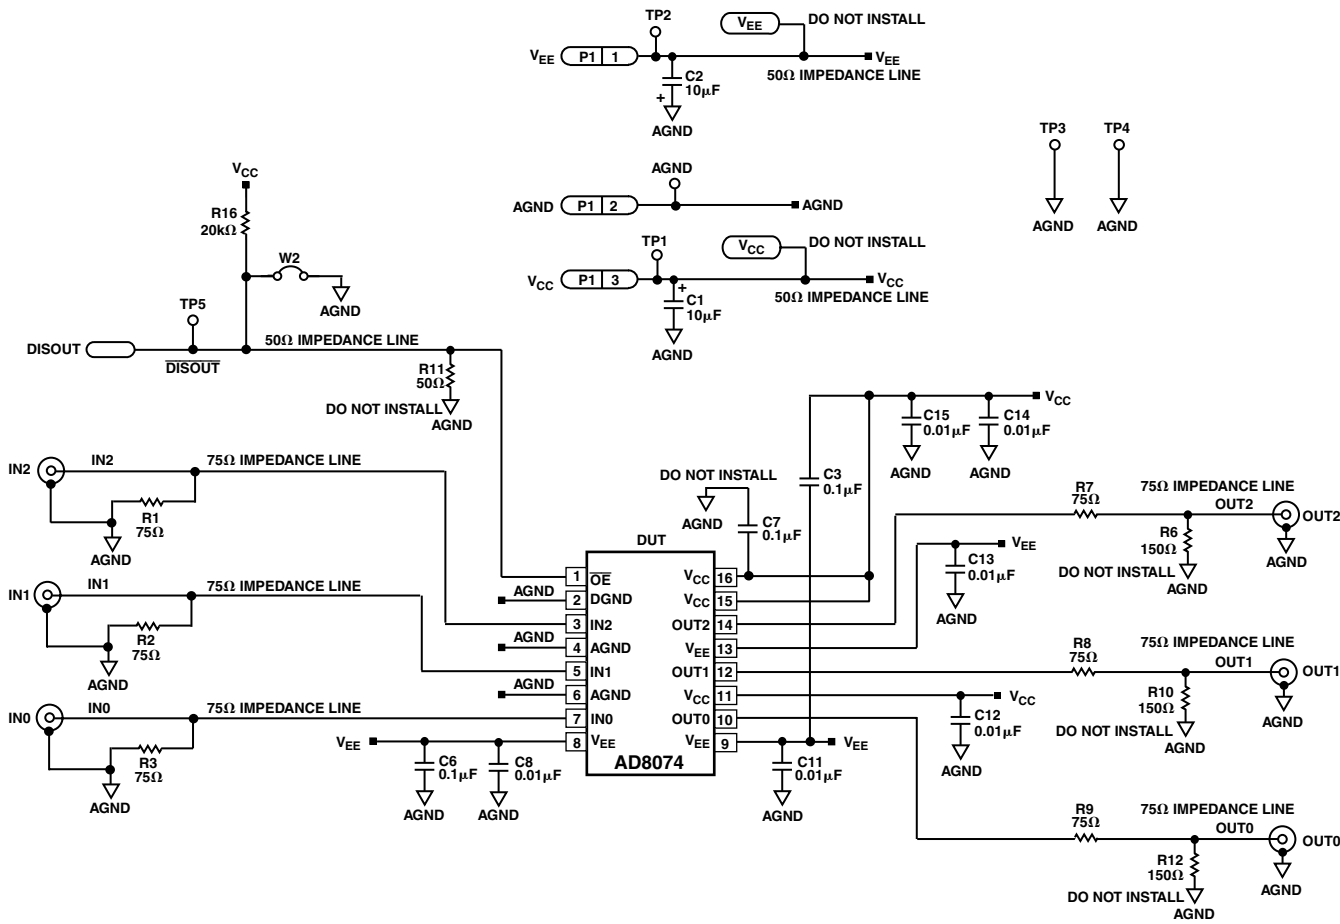 TP2
V_EE
DO NOT INSTALL
V_EE P1 1
V_EE
50Ω IMPEDANCE LINE
C2
10µF
+
AGND
TP3
TP4
AGND
AGND
AGND
AGND P1 2
AGND
V_CC
R16
20kΩ
W2
AGND
TP1
V_CC
DO NOT INSTALL
V_CC P1 3
V_CC
50Ω IMPEDANCE LINE
+
C1
10µF
AGND
TP5
DISOUT
DISOUT
50Ω IMPEDANCE LINE
R11
50Ω
DO NOT INSTALL
AGND
V_CC
C15
0.01µF
AGND
C14
0.01µF
AGND
C3
0.1µF
DO NOT INSTALL
AGND
C7
0.1µF
IN2
IN2
75Ω IMPEDANCE LINE
R1
75Ω
AGND
IN1
IN1
75Ω IMPEDANCE LINE
R2
75Ω
AGND
IN0
IN0
75Ω IMPEDANCE LINE
R3
75Ω
AGND
V_EE
C6
0.1µF
AGND
C8
0.01µF
AGND
AGND
AGND
AGND
DUT
1 OE
2 DGND
3 IN2
4 AGND
5 IN1
6 AGND
7 IN0
8 V_EE
V_CC 16
V_CC 15
OUT2 14
V_EE 13
OUT1 12
V_CC 11
OUT0 10
V_EE 9
AD8074
V_EE
C13
0.01µF
AGND
V_CC
C12
0.01µF
AGND
V_EE
C11
0.01µF
AGND
R7
75Ω
75Ω IMPEDANCE LINE
OUT2
OUT2
R6
150Ω
DO NOT INSTALL
AGND
AGND
R8
75Ω
75Ω IMPEDANCE LINE
OUT1
OUT1
R10
150Ω
DO NOT INSTALL
AGND
AGND
R9
75Ω
75Ω IMPEDANCE LINE
OUT0
OUT0
R12
150Ω
DO NOT INSTALL
AGND
AGND